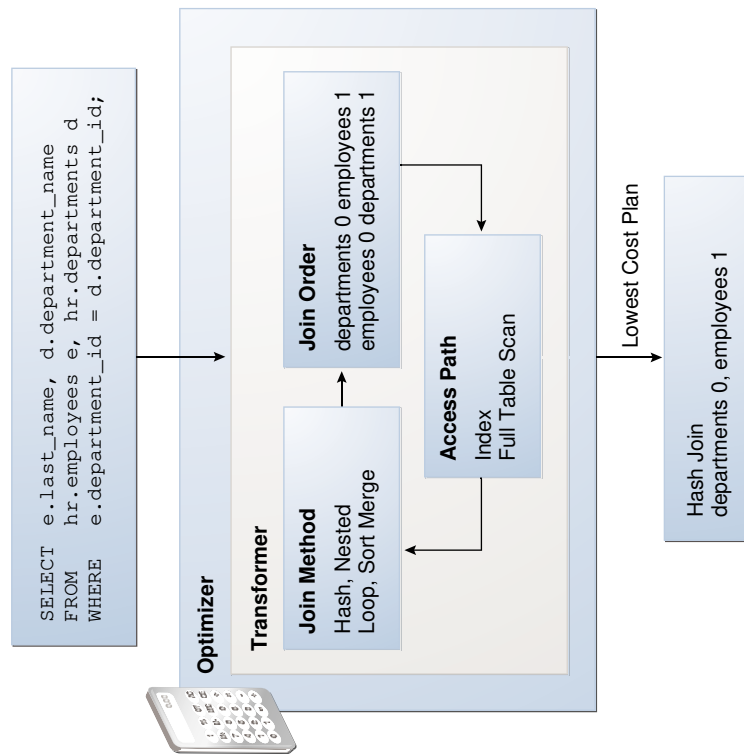 SELECT e.last_name, d.department_name
FROM hr.employees e, hr.departments d
WHERE e.department_id = d.department_id;
Optimizer
Transformer
Join Method
Hash, Nested
Loop, Sort Merge
Join Order
departments 0 employees 1
employees 0 departments 1
Access Path
Index
Full Table Scan
Lowest Cost Plan
Hash Join
departments 0, employees 1